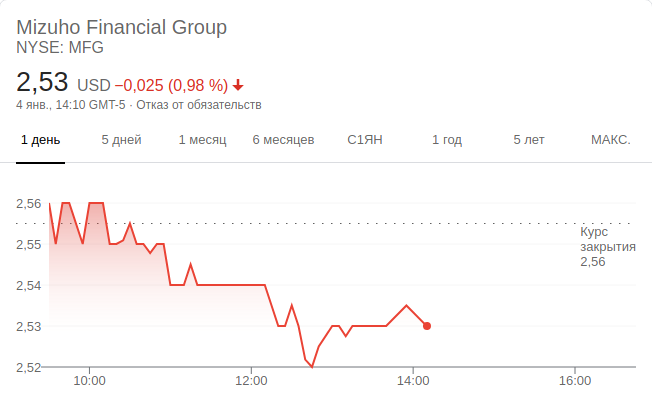 Mizuho Financial Group
NYSE: MFG
2,53 USD −0,025 (0,98 %)
4 янв., 14:10 GMT-5 · Отказ от обязательств
1 день 5 дней 1 месяц 6 месяцев С1ЯН 1 год 5 лет МАКС.
2,56
Курс
закрытия
2,56
2,55
2,54
2,53
2,52
10:00 12:00 14:00 16:00